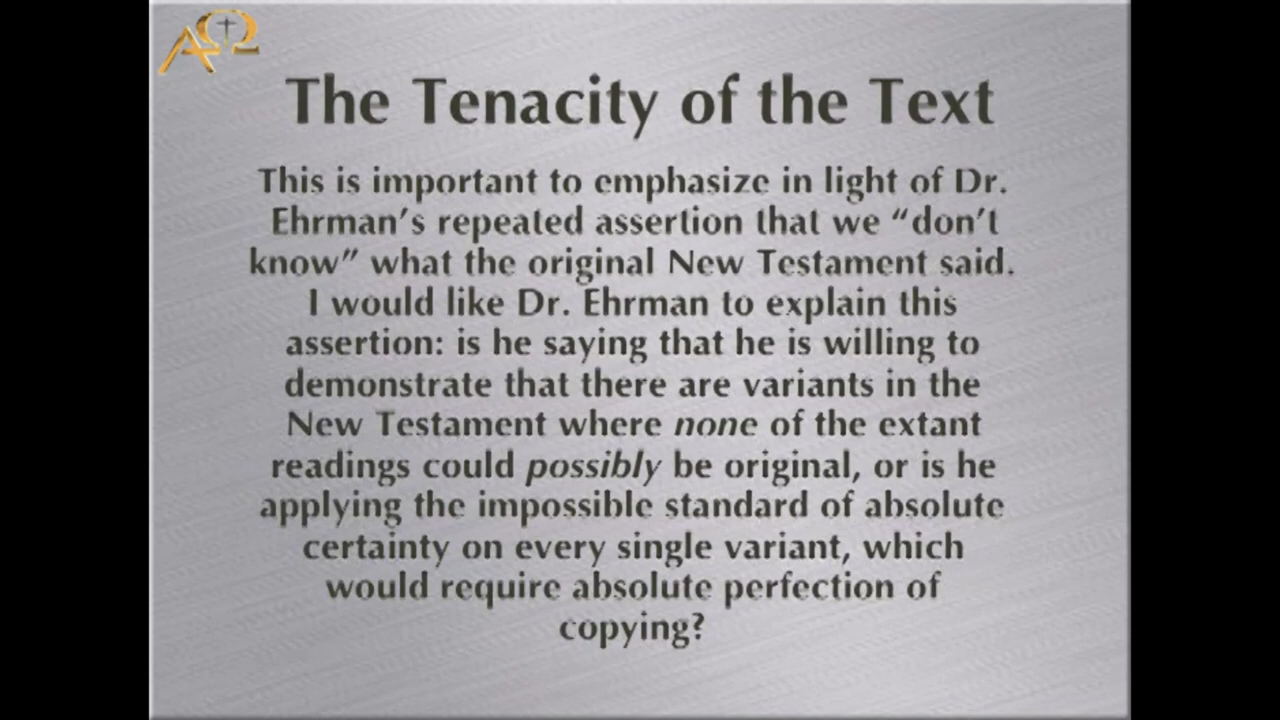 ΑΩ
The Tenacity of the Text
This is important to emphasize in light of Dr.
Ehrman’s repeated assertion that we “don’t
know” what the original New Testament said.
I would like Dr. Ehrman to explain this
assertion: is he saying that he is willing to
demonstrate that there are variants in the
New Testament where none of the extant
readings could possibly be original, or is he
applying the impossible standard of absolute
certainty on every single variant, which
would require absolute perfection of
copying?